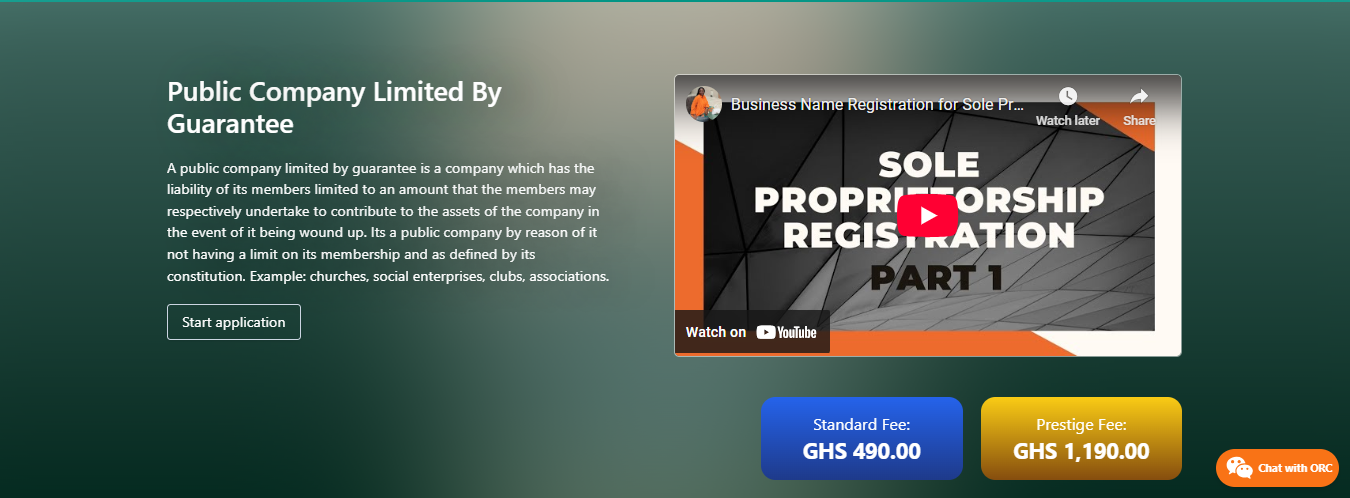 Public Company Limited By
Guarantee
A public company limited by guarantee is a company which has the
liability of its members limited to an amount that the members may
respectively undertake to contribute to the assets of the company in
the event of it being wound up. Its a public company by reason of it
not having a limit on its membership and as defined by its
constitution. Example: churches, social enterprises, clubs, associations.
Start application
Business Name Registration for Sole Pr...
Watch later
Share
SOLE
PROPRIETORSHIP
REGISTRATION
PART 1
Watch on YouTube
Standard Fee:
GHS 490.00
Prestige Fee:
GHS 1,190.00
Chat with ORC